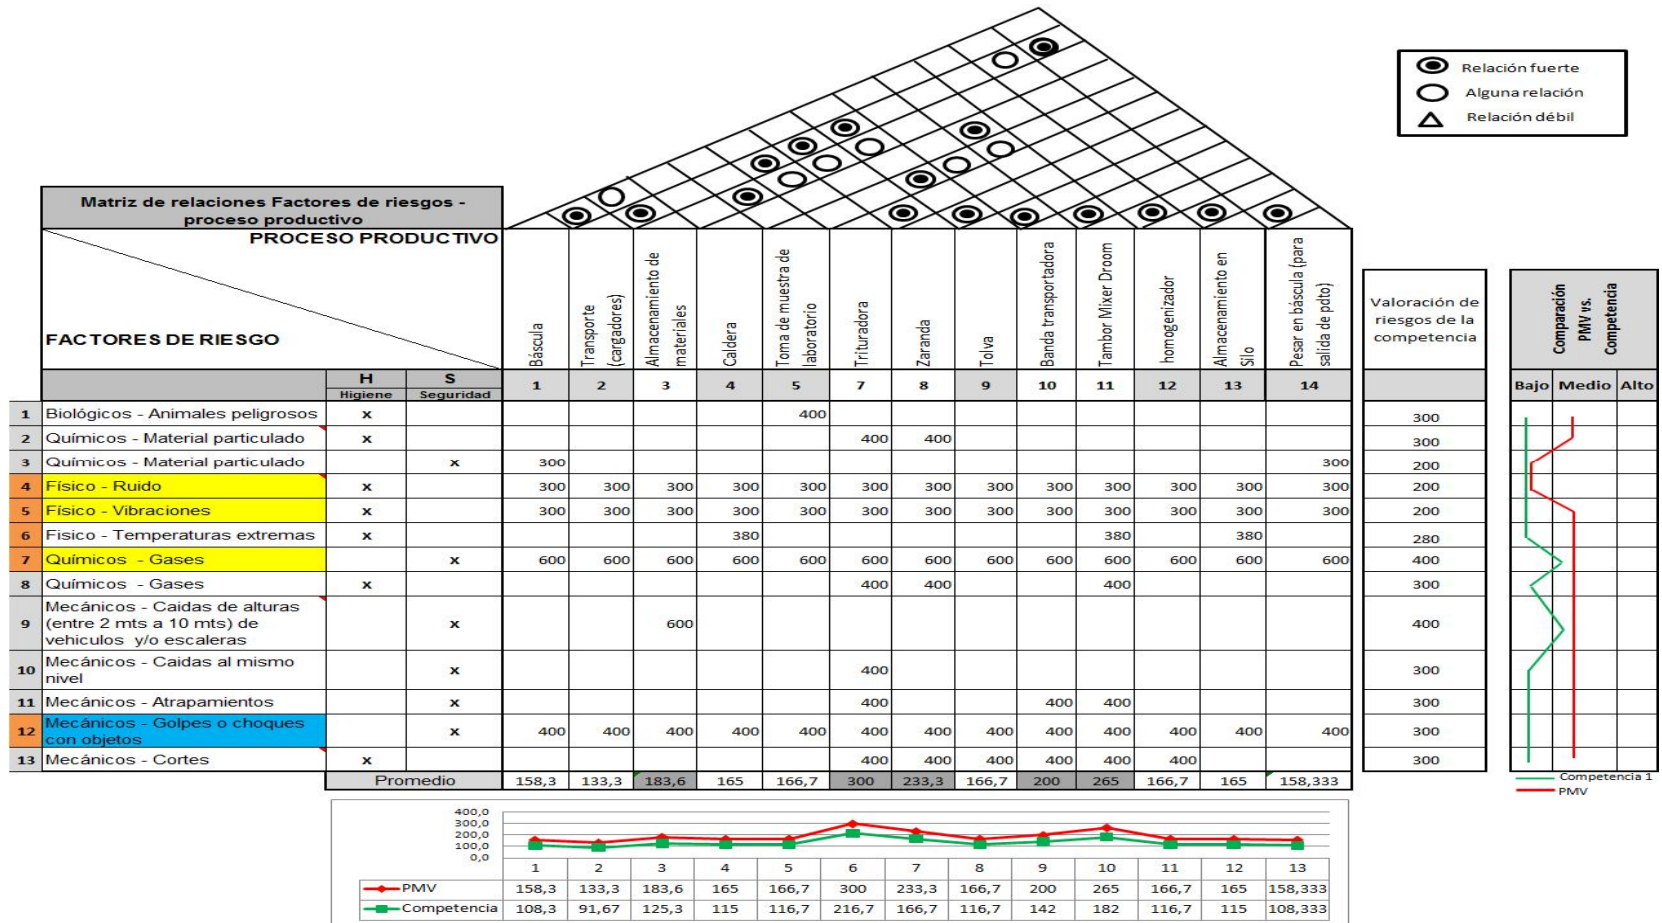 Relación fuerte
Alguna relación
Relación débil
Matriz de relaciones Factores de riesgos -
proceso productivo
PROCESO PRODUCTIVO
FACTORES DE RIESGO
Báscula
Transporte
(cargadores)
Almacenamiento de
materiales
Caldera
Toma de muestra de
laboratorio
Trituradora
Zaranda
Tolva
Banda transportadora
Tambor Mixer Droom
homogenizador
Almacenamiento en
Silo
Pesar en báscula (para
salida de pdto)
Valoración de
riesgos de la
competencia
Comparación
PMV vs.
Competencia
H S
Higiene Seguridad
1 2 3 4 5 7 8 9 10 11 12 13 14
Bajo Medio Alto
1 Biológicos - Animales peligrosos x 400 300
2 Químicos - Material particulado x 400 400 300
3 Químicos - Material particulado x 300 300 200
4 Físico - Ruido x 300 300 300 300 300 300 300 300 300 300 300 300 300 200
5 Físico - Vibraciones x 300 300 300 300 300 300 300 300 300 300 300 300 300 200
6 Fisico - Temperaturas extremas x 380 380 380 280
7 Químicos - Gases x 600 600 600 600 600 600 600 600 600 600 600 600 600 400
8 Químicos - Gases x 400 400 400 300
9 Mecánicos - Caidas de alturas
(entre 2 mts a 10 mts) de
vehiculos y/o escaleras x 600 400
10 Mecánicos - Caidas al mismo
nivel x 400 300
11 Mecánicos - Atrapamientos x 400 400 400 300
12 Mecánicos - Golpes o choques
con objetos x 400 400 400 400 400 400 400 400 400 400 400 400 400 300
13 Mecánicos - Cortes x 400 400 400 400 400 400 300
Promedio 158,3 133,3 183,6 165 166,7 300 233,3 166,7 200 265 166,7 165 158,333
Competencia 1
PMV
400,0
300,0
200,0
100,0
0,0
1 2 3 4 5 6 7 8 9 10 11 12 13
PMV 158,3 133,3 183,6 165 166,7 300 233,3 166,7 200 265 166,7 165 158,333
Competencia 108,3 91,67 125,3 115 116,7 216,7 166,7 116,7 142 182 116,7 115 108,333